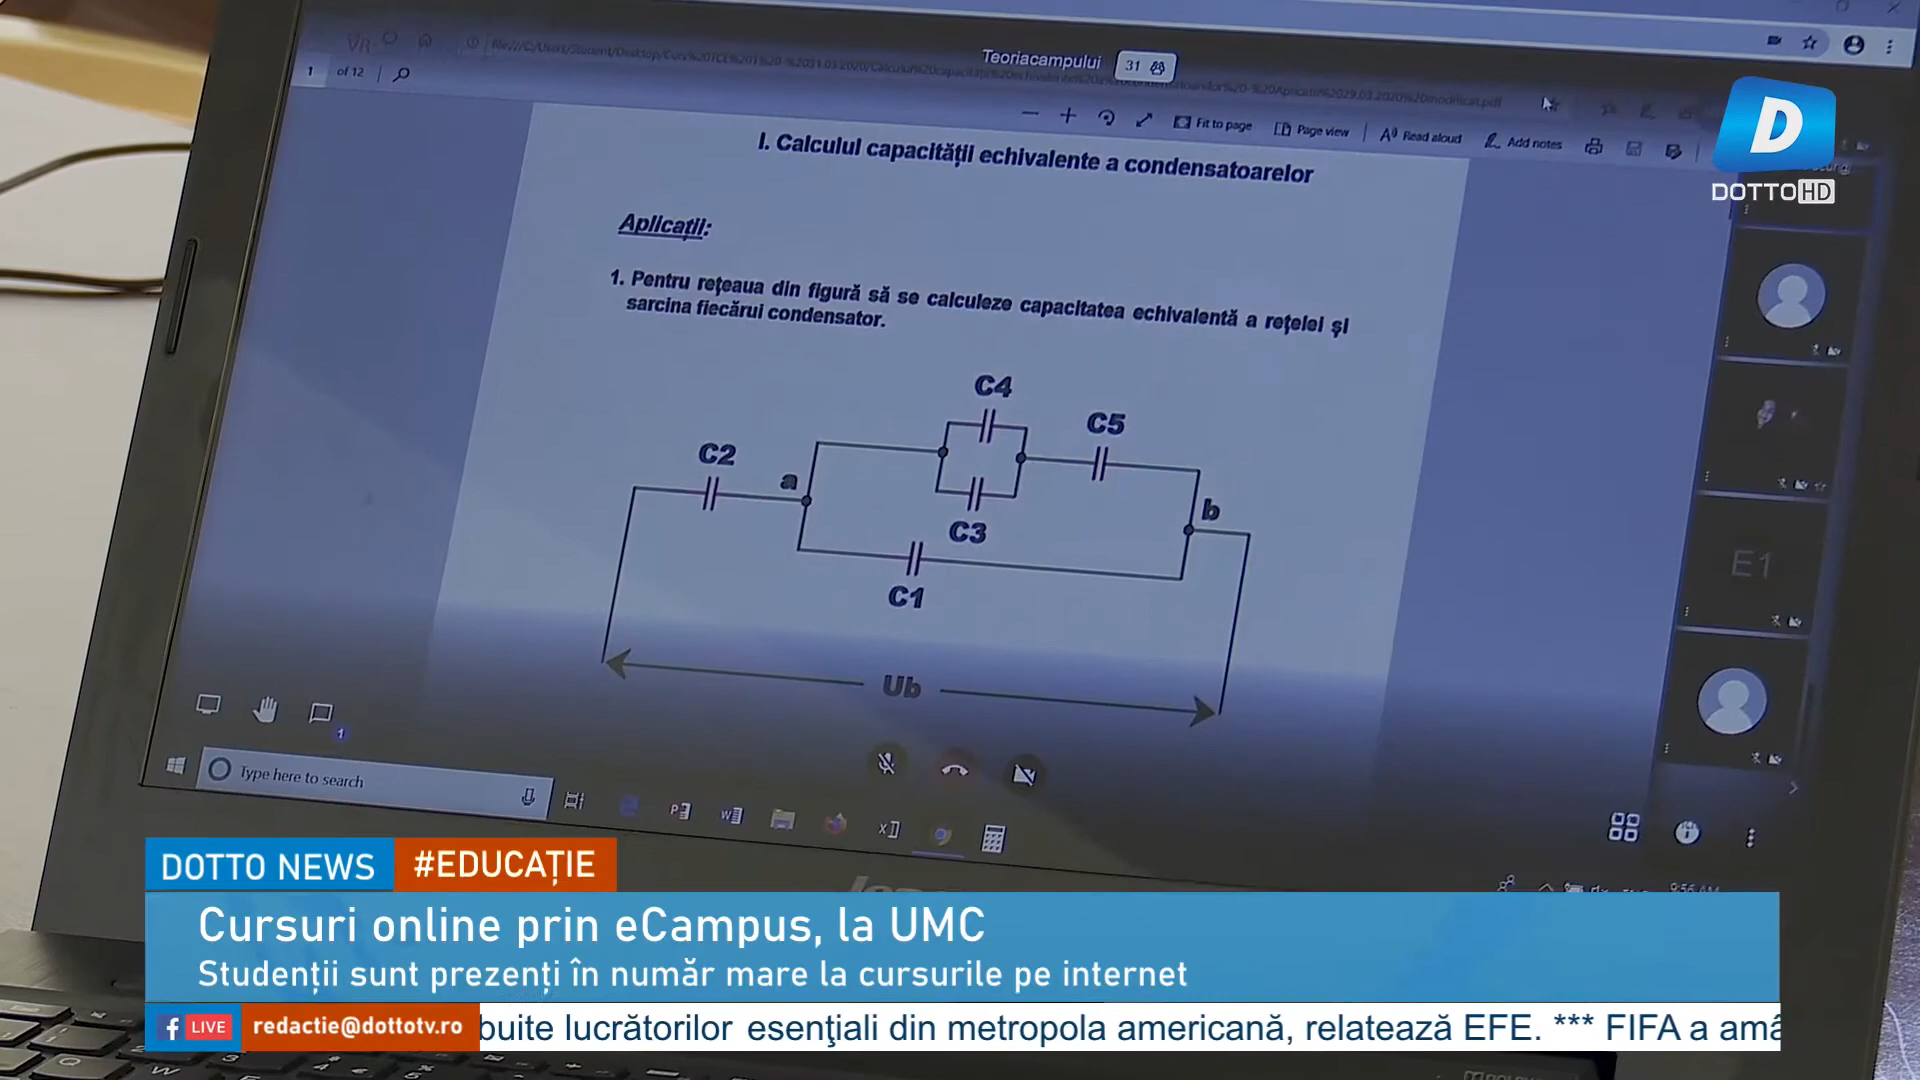 Teoriacampului 31
1 of 12
Fit to page Page view Read aloud Add notes
I. Calculul capacității echivalente a condensatoarelor
Aplicații:
1. Pentru rețeaua din figură să se calculeze capacitatea echivalentă a rețelei și
sarcina fiecărui condensator.
C4
C5
C2
a
b
C3
C1
Ub
E1
1
Type here to search
D
DOTTO HD
DOTTO NEWS #EDUCAȚIE
Cursuri online prin eCampus, la UMC
Studenții sunt prezenți în număr mare la cursurile pe internet
f LIVE redactie@dottotv.ro buite lucrătorilor esenţiali din metropola americană, relatează EFE. *** FIFA a amâ